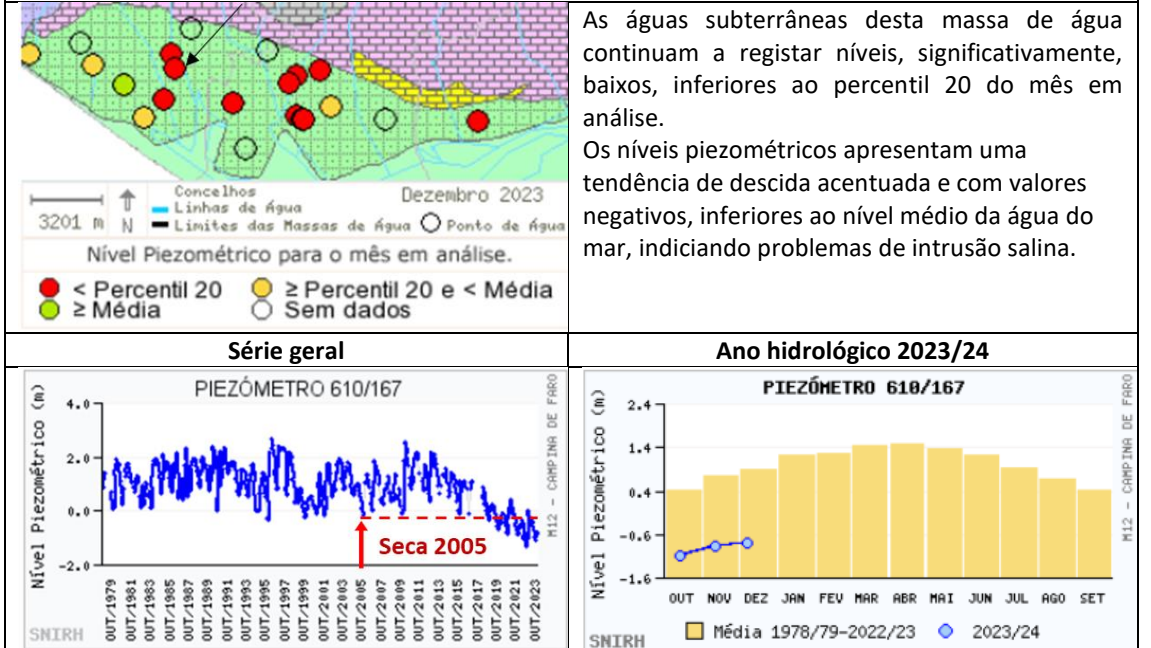 As águas subterrâneas desta massa de água
continuam a registar níveis, significativamente,
baixos, inferiores ao percentil 20 do mês em
análise.
Os níveis piezométricos apresentam uma
tendência de descida acentuada e com valores
negativos, inferiores ao nível médio da água do
mar, indiciando problemas de intrusão salina.
3201 m
N
Concelhos
Linhas de Água
Limites das Massas de Água
Dezembro 2023
Ponto de Água
Nível Piezométrico para o mês em análise.
< Percentil 20
≥ Percentil 20 e < Média
≥ Média
Sem dados
Série geral
Ano hidrológico 2023/24
PIEZÓMETRO 610/167
Nível Piezométrico (m)
4.0
2.0
0.0
-2.0
Seca 2005
OUT/1979
OUT/1981
OUT/1983
OUT/1985
OUT/1987
OUT/1989
OUT/1991
OUT/1993
OUT/1995
OUT/1997
OUT/1999
OUT/2001
OUT/2003
OUT/2005
OUT/2007
OUT/2009
OUT/2011
OUT/2013
OUT/2015
OUT/2017
OUT/2019
OUT/2021
OUT/2023
M12 - CAMPINA DE FARO
SNIRH
PIEZÓMETRO 610/167
Nível Piezométrico (m)
2.4
1.4
0.4
-0.6
-1.6
OUT NOV DEZ JAN FEV MAR ABR MAI JUN JUL AGO SET
M12 - CAMPINA DE FARO
Média 1978/79-2022/23
2023/24
SNIRH